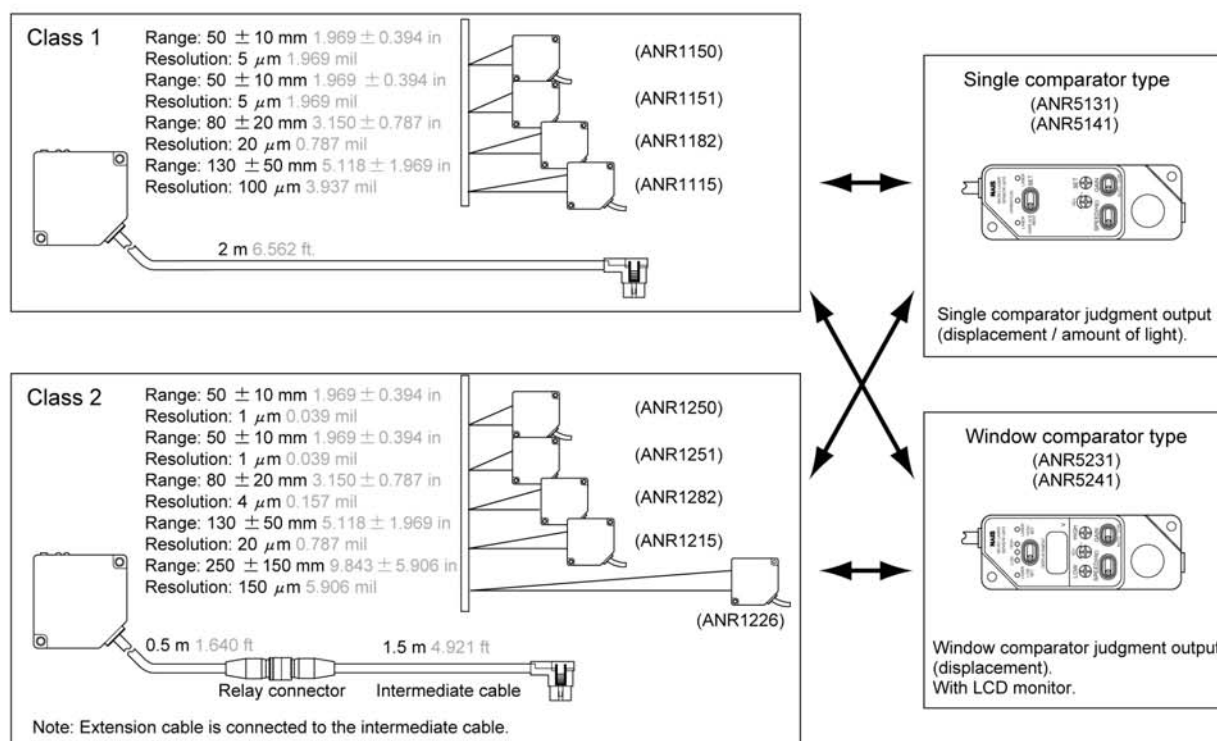 Class 1
Range: 50 ± 10 mm 1.969 ± 0.394 in
Resolution: 5 μm 1.969 mil
Range: 50 ± 10 mm 1.969 ± 0.394 in
Resolution: 5 μm 1.969 mil
Range: 80 ± 20 mm 3.150 ± 0.787 in
Resolution: 20 μm 0.787 mil
Range: 130 ± 50 mm 5.118 ± 1.969 in
Resolution: 100 μm 3.937 mil
(ANR1150)
(ANR1151)
(ANR1182)
(ANR1115)
2 m 6.562 ft.
Class 2
Range: 50 ± 10 mm 1.969 ± 0.394 in
Resolution: 1 μm 0.039 mil
Range: 50 ± 10 mm 1.969 ± 0.394 in
Resolution: 1 μm 0.039 mil
Range: 80 ± 20 mm 3.150 ± 0.787 in
Resolution: 4 μm 0.157 mil
Range: 130 ± 50 mm 5.118 ± 1.969 in
Resolution: 20 μm 0.787 mil
Range: 250 ± 150 mm 9.843 ± 5.906 in
Resolution: 150 μm 5.906 mil
(ANR1250)
(ANR1251)
(ANR1282)
(ANR1215)
(ANR1226)
0.5 m 1.640 ft
1.5 m 4.921 ft
Relay connector
Intermediate cable
Note: Extension cable is connected to the intermediate cable.
Single comparator type
(ANR5131)
(ANR5141)
SET
GAIN
Single comparator judgment output
(displacement / amount of light).
Window comparator type
(ANR5231)
(ANR5241)
LOW
HIGH
GAIN
Window comparator judgment output
(displacement).
With LCD monitor.